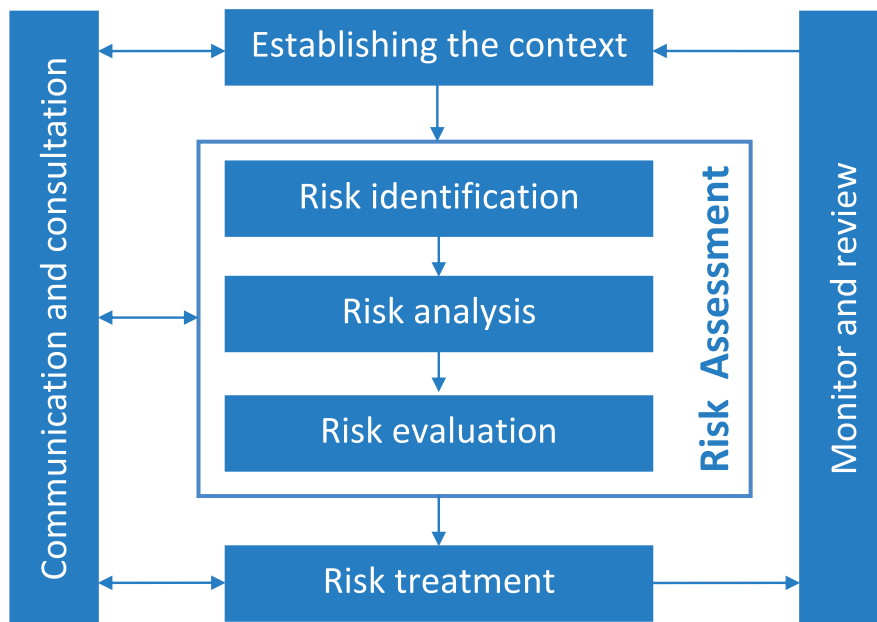 Establishing the context
Communication and consultation
Risk identification
Risk analysis
Risk evaluation
Risk Assessment
Monitor and review
Risk treatment